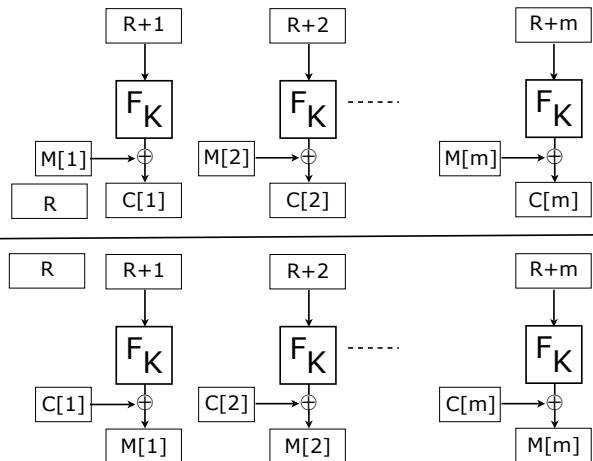 R+1 R+2 R+m
F_K F_K F_K
M[1] M[2] M[m]
R C[1] C[2] C[m]
R R+1 R+2 R+m
F_K F_K F_K
C[1] C[2] C[m]
M[1] M[2] M[m]